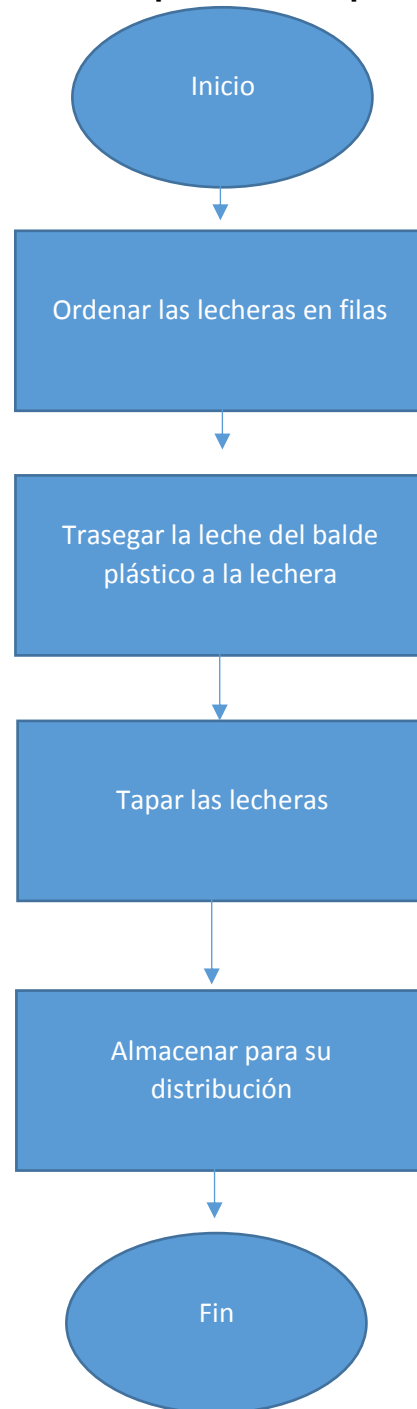 Inicio
Ordenar las lecheras en filas
Trasegar la leche del balde
plástico a la lechera
Tapar las lecheras
Almacenar para su
distribución
Fin